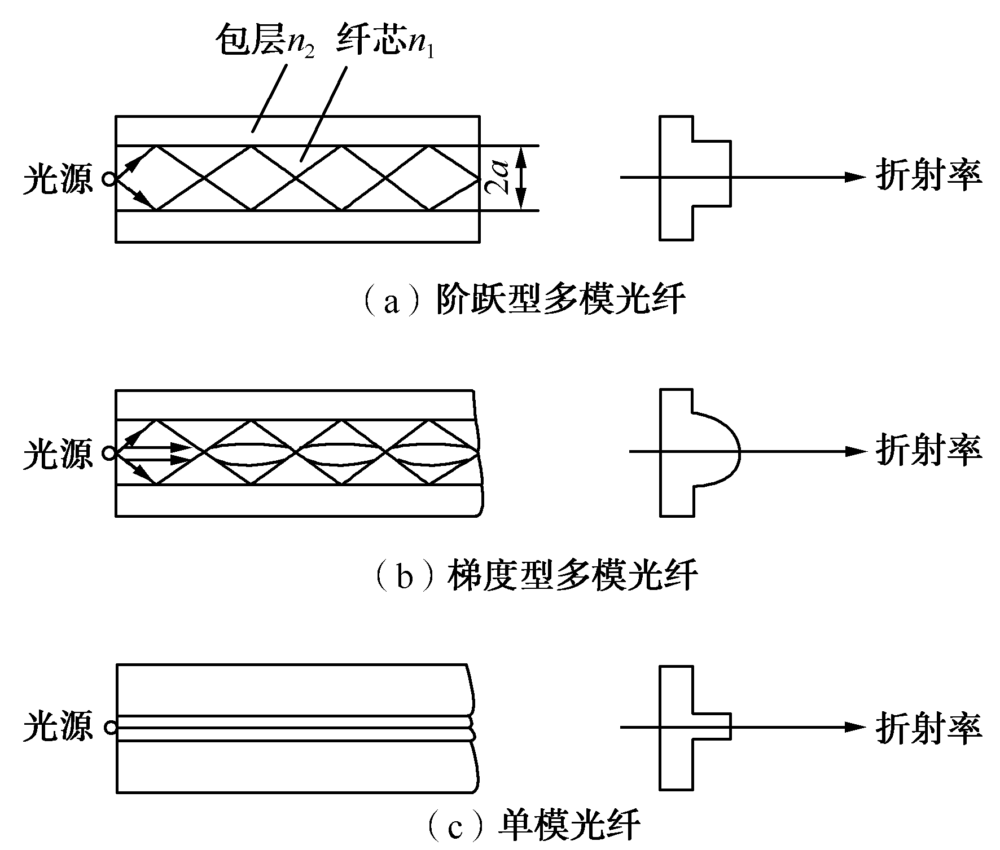 包层n₂ 纤芯n₁
光源
2a
折射率
（a）阶跃型多模光纤
光源
折射率
（b）梯度型多模光纤
光源
折射率
（c）单模光纤